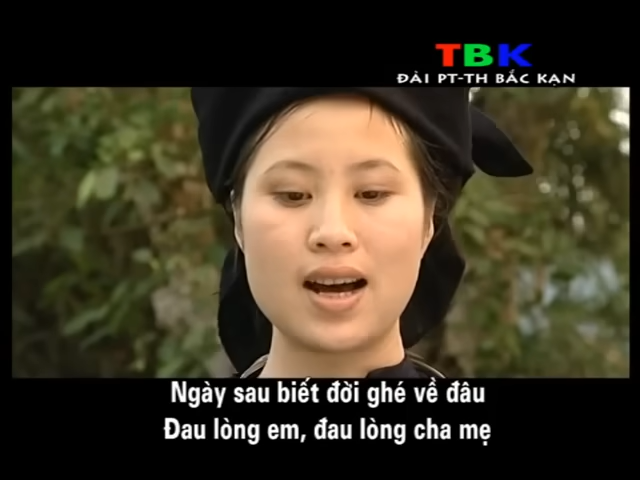 TBK
ĐÀI PT-TH BẮC KẠN
Ngày sau biết đời ghé về đâu
Đau lòng em, đau lòng cha mẹ